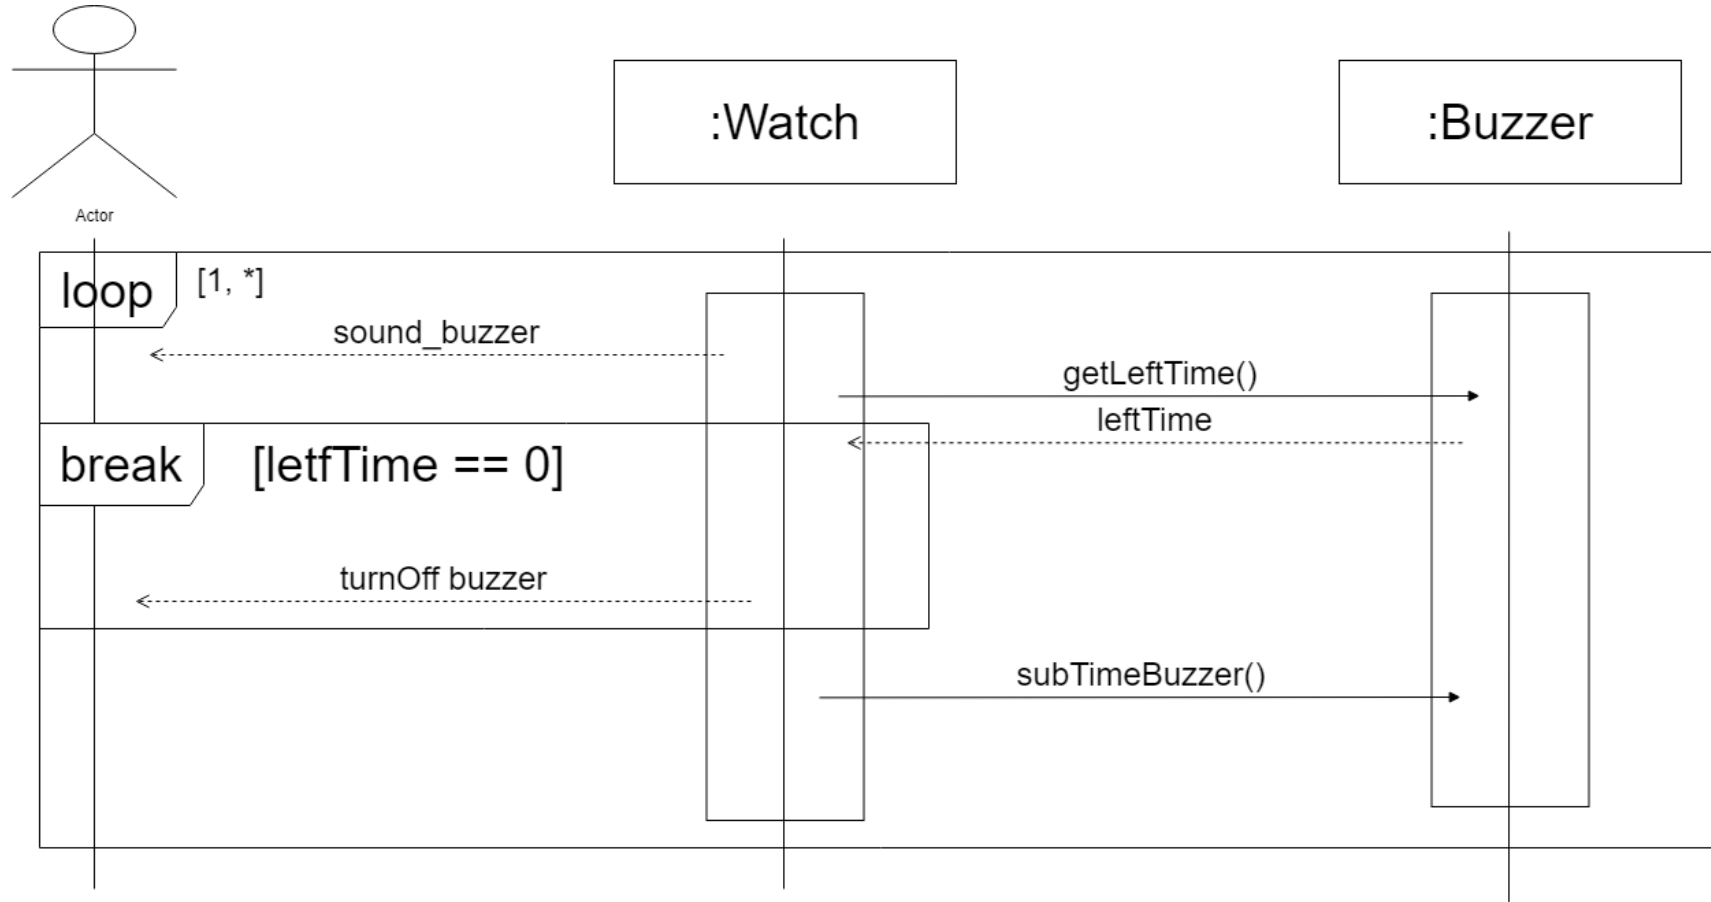 :Watch
:Buzzer
Actor
loop
[1, *]
sound_buzzer
getLeftTime()
leftTime
break
[letfTime == 0]
turnOff buzzer
subTimeBuzzer()